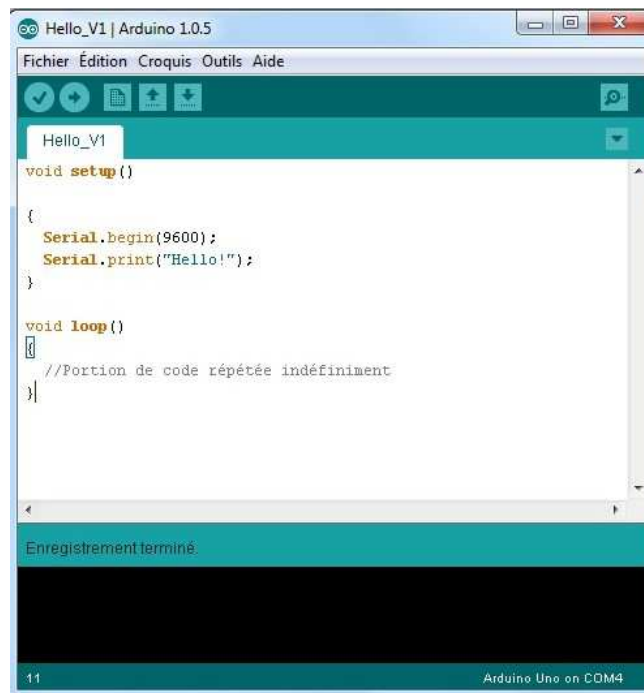 Hello_V1 | Arduino 1.0.5
Fichier Édition Croquis Outils Aide
Hello_V1
void setup()
{
Serial.begin(9600);
Serial.print("Hello!");
}
void loop()
{
//Portion de code répétée indéfiniment
}
Enregistrement terminé.
11 Arduino Uno on COM4